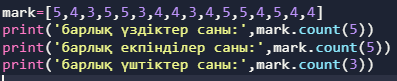 mark=[5,4,3,5,5,3,4,4,3,4,5,5,4,5,4,4]
print('барлық үздіктер саны:',mark.count(5))
print('барлық екпінділер саны:',mark.count(5))
print('барлық үштіктер саны:',mark.count(3))